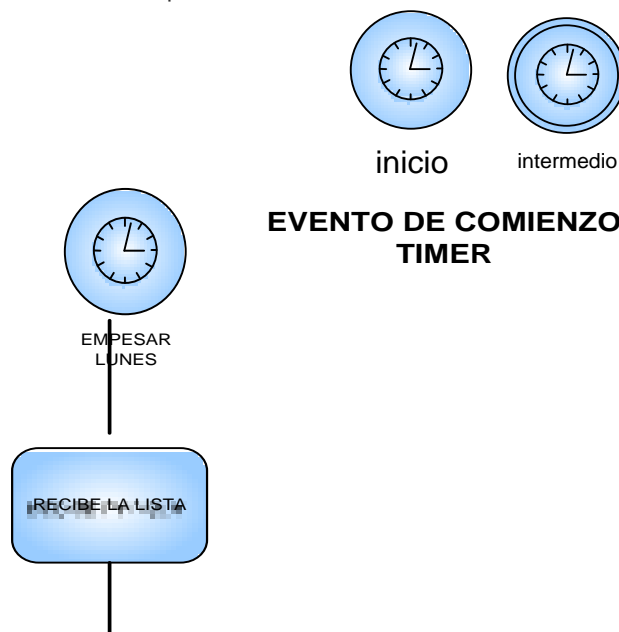 inicio
intermedio
EVENTO DE COMIENZO
TIMER
EMPESAR
LUNES
RECIBE LA LISTA